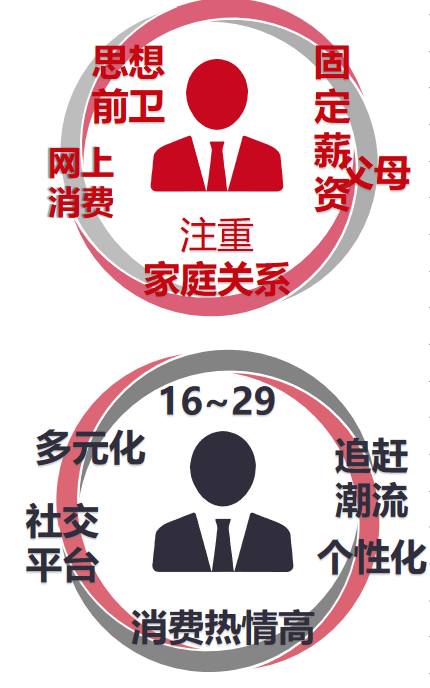 思想
前卫
网上
消费
固
定
薪
资
父母
注重
家庭关系
16~29
多元化
社交
平台
追赶
潮流
个性化
消费热情高